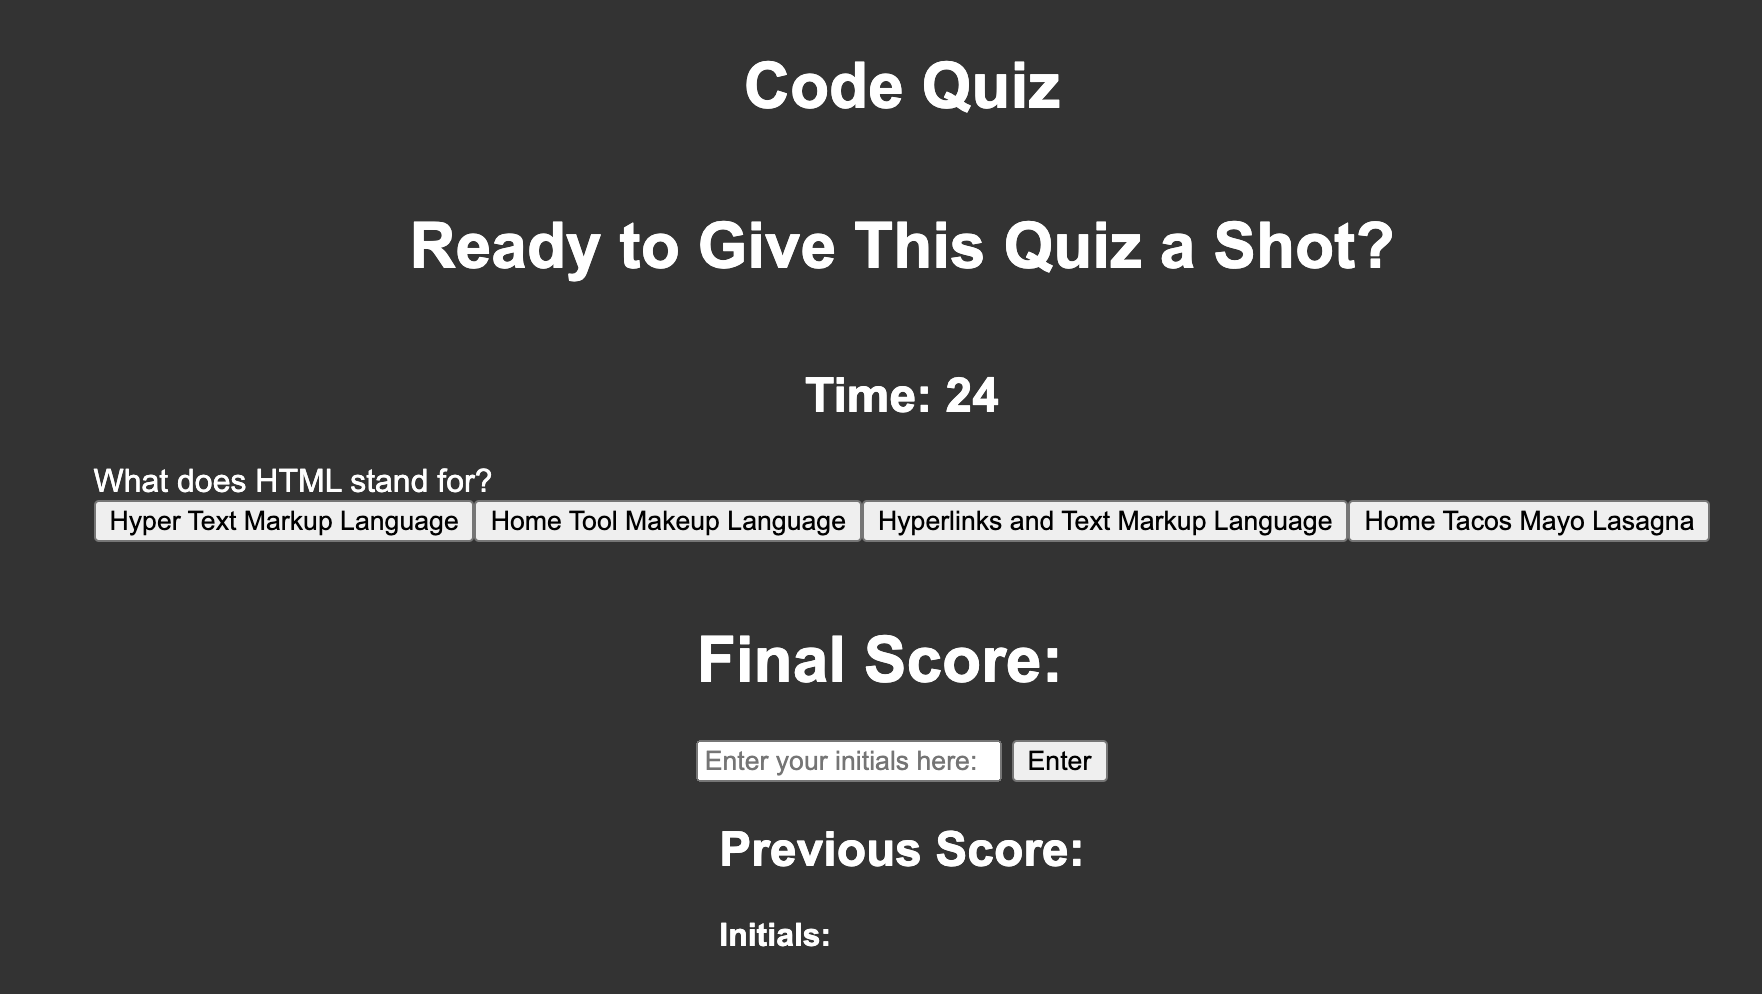 Code Quiz
Ready to Give This Quiz a Shot?
Time: 24
What does HTML stand for?
Hyper Text Markup Language Home Tool Makeup Language Hyperlinks and Text Markup Language Home Tacos Mayo Lasagna
Final Score:
Enter your initials here: Enter
Previous Score:
Initials: